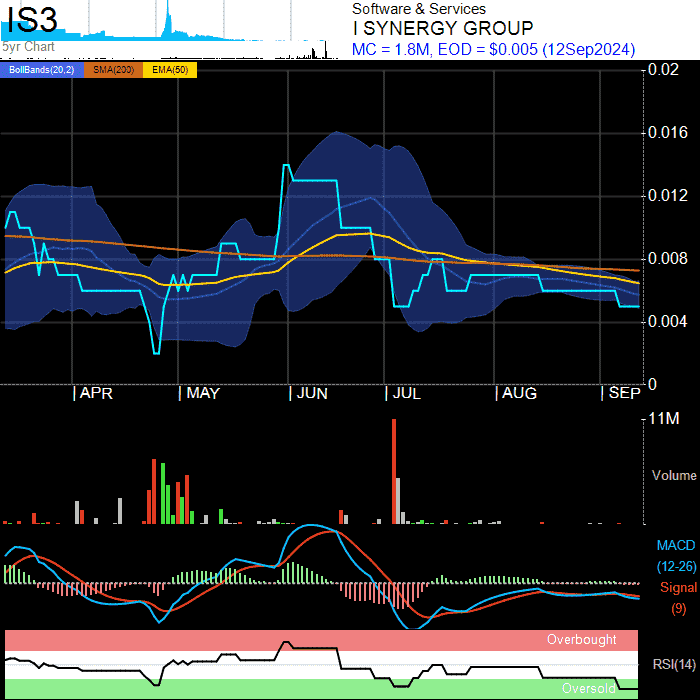 IS3
5yr Chart
Software & Services
I SYNERGY GROUP
MC = 1.8M, EOD = $0.005 (12Sep2024)
BollBands(20,2) SMA(200) EMA(50)
0.02
0.016
0.012
0.008
0.004
0
APR MAY JUN JUL AUG SEP
11M
Volume
MACD
(12-26)
Signal
(9)
Overbought
RSI(14)
Oversold